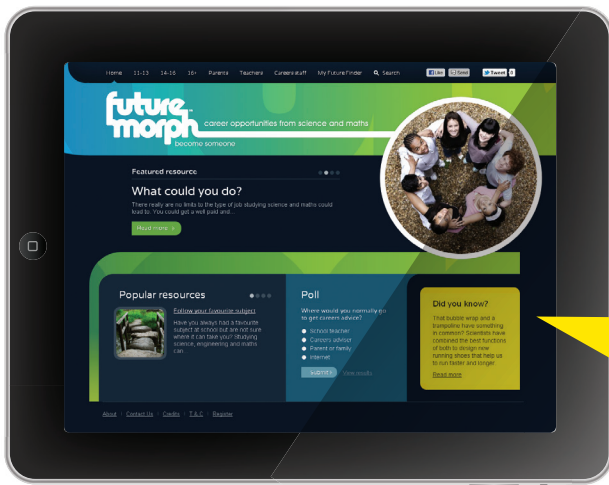 Home 11-13 14-16 16+ Parents Teachers Careers staff My Future Finder Search Like Send Tweet 0
future
morph
career opportunities from science and maths
become someone
Featured resource
What could you do?
There really are no limits to the type of job studying science and maths could
lead to. You could get a well paid and...
Read more
Popular resources
Follow your favourite subject
Have you always had a favourite
subject at school but are not sure
where it can take you? Studying
science, engineering and maths
can...
Poll
Where would you normally go
to get careers advice?
School teacher
Careers adviser
Parent or family
Internet
Submit View results
Did you know?
That bubble wrap and a
trampoline have something
in common? Scientists have
combined the best functions
of both to design new
running shoes that help us
to run faster and longer.
Read more
About Contact Us Credits T & C Register